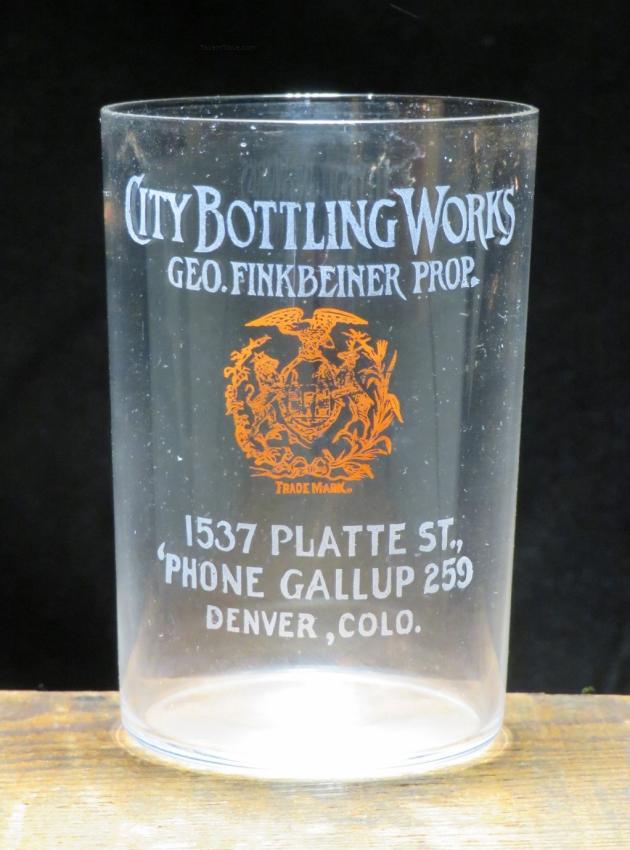 CITY BOTTLING WORKS
GEO. FINKBEINER PROP.
TRADE MARK.
1537 PLATTE ST.,
'PHONE GALLUP 259
DENVER, COLO.